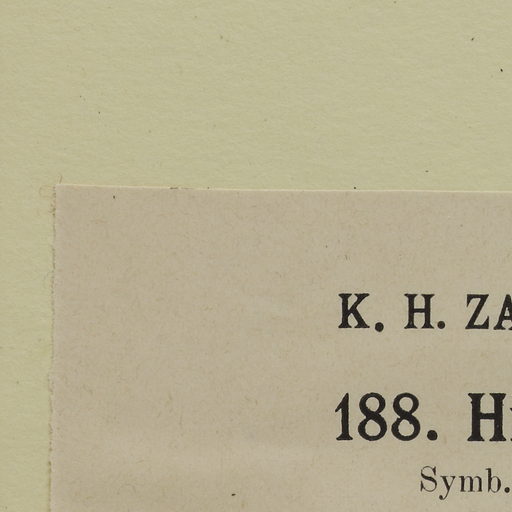 K. H. ZA
188. H
Symb.